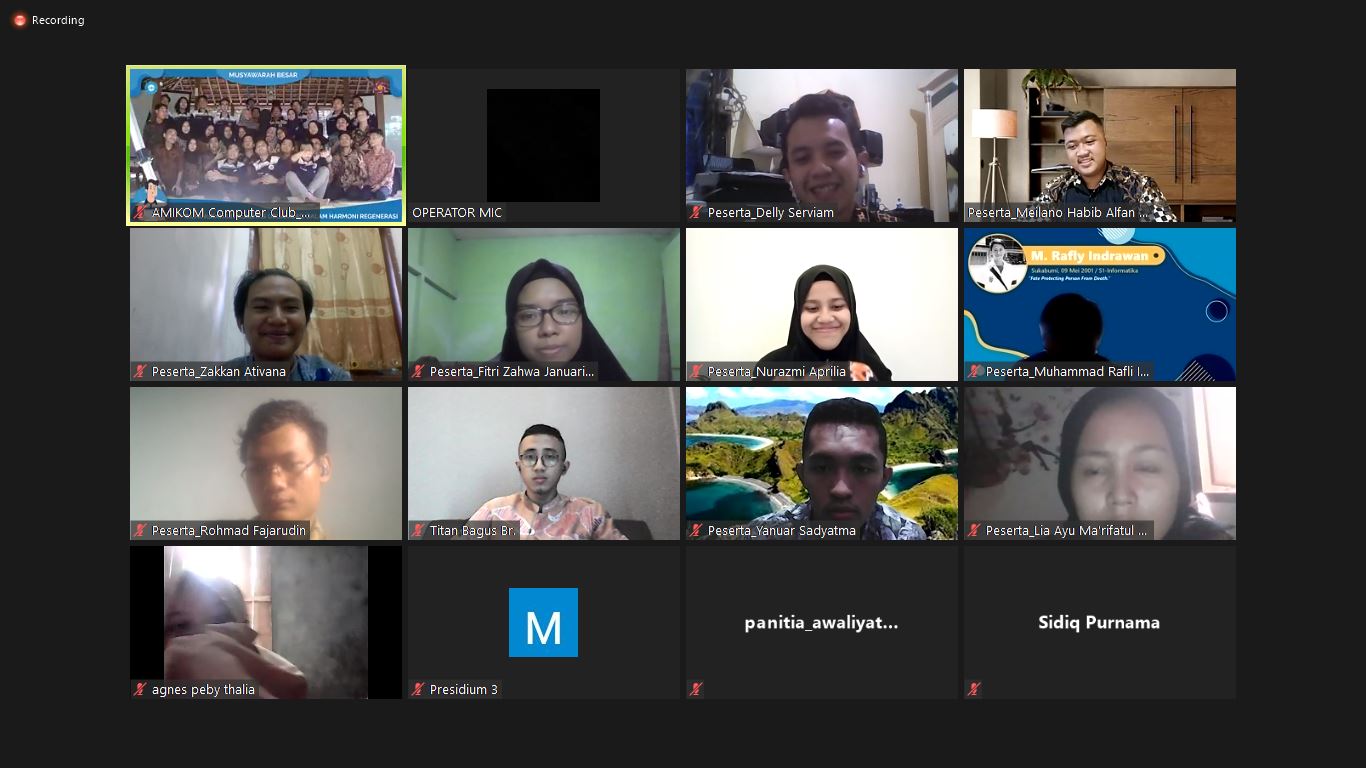 Recording
MUSYAWARAH BESAR
HARMONI REGENERASI
AMIKOM Computer Club_...
OPERATOR MIC
Peserta_Delly Serviam
Peserta_Meilano Habib Alfan ...
Peserta_Zakkan Ativana
Peserta_Fitri Zahwa Januari...
Peserta_Nurazmi Aprilia
M. Rafly Indrawan
Sukabumi, 09 Mei 2001 / S1-Informatika
"Fate Protecting Person From Death."
Peserta_Muhammad Rafli I...
Peserta_Rohmad Fajarudin
Titan Bagus Br.
Peserta_Yanuar Sadyatma
Peserta_Lia Ayu Ma'rifatul ...
agnes peby thalia
M
Presidium 3
panitia_awaliyat...
Sidiq Purnama